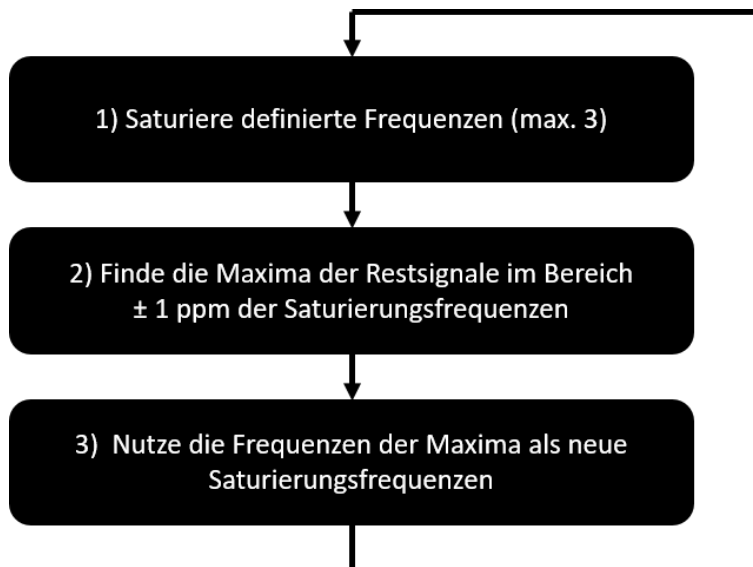 1) Saturiere definierte Frequenzen (max. 3)
2) Finde die Maxima der Restsignale im Bereich
± 1 ppm der Saturierungsfrequenzen
3) Nutze die Frequenzen der Maxima als neue
Saturierungsfrequenzen